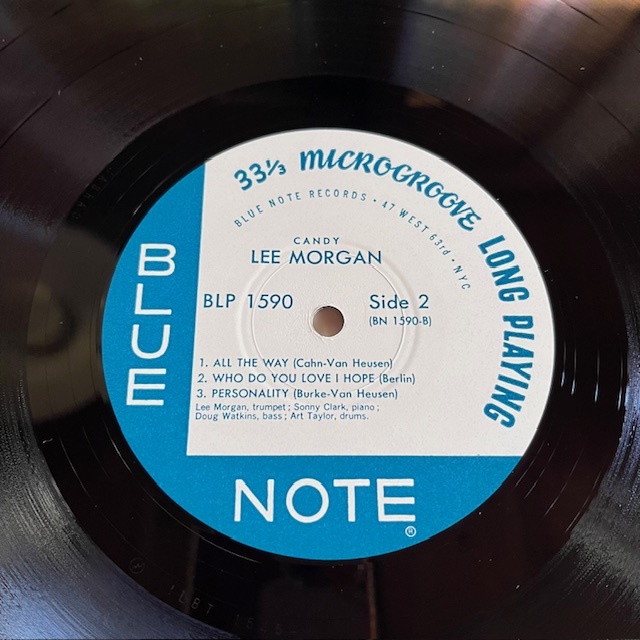 33⅓ MICROGROOVE LONG PLAYING
BLUE NOTE RECORDS • 47 WEST 63rd • NYC
CANDY
LEE MORGAN
BLP 1590 Side 2
(BN 1590-B)
1. ALL THE WAY (Cahn-Van Heusen)
2. WHO DO YOU LOVE I HOPE (Berlin)
3. PERSONALITY (Burke-Van Heusen)
Lee Morgan, trumpet; Sonny Clark, piano;
Doug Watkins, bass; Art Taylor, drums.
BLUE
NOTE ®